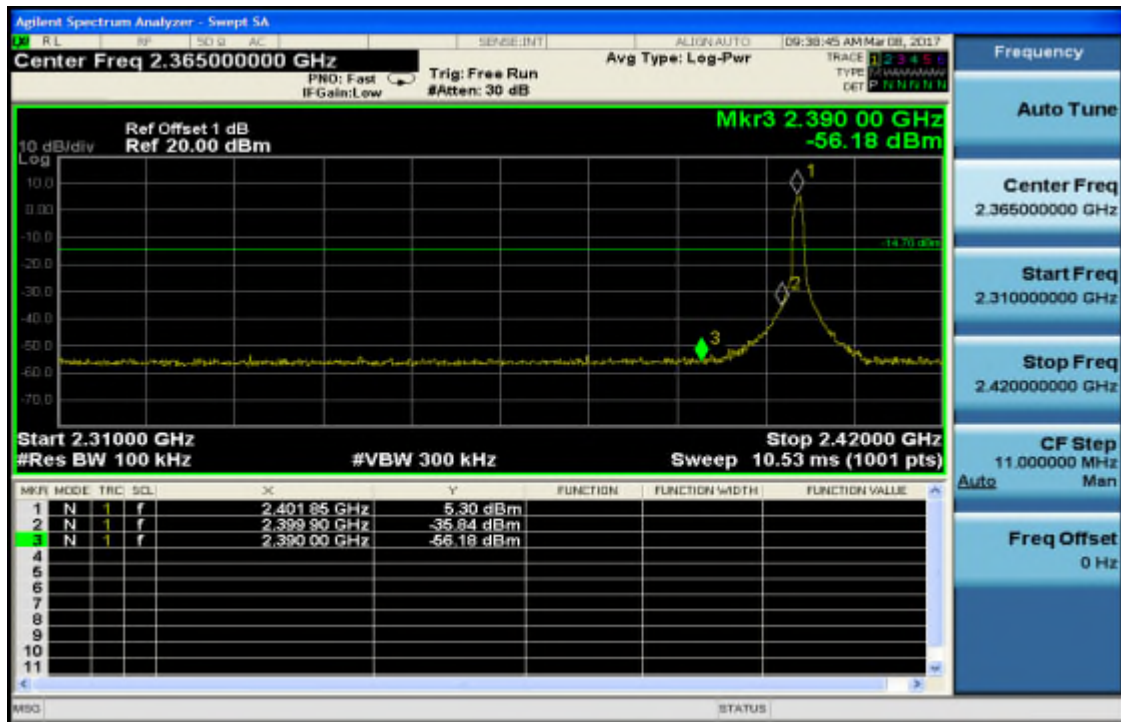 Agilent Spectrum Analyzer - Swept SA
RL RF 50 Ω AC SENSE:INT ALIGN AUTO 09:38:45 AM Mar 08, 2017
Center Freq 2.365000000 GHz
PNO: Fast
IFGain:Low
Trig: Free Run
#Atten: 30 dB
Avg Type: Log-Pwr
TRACE 1 2 3 4 5 6
TYPE
DET P N N N N N
Ref Offset 1 dB
Ref 20.00 dBm
10 dB/div
Log
Mkr3 2.390 00 GHz
-56.18 dBm
10.0
0.00
-10.0
-20.0
-30.0
-40.0
-50.0
-60.0
-70.0
1
-14.70 dBm
2
3
Start 2.31000 GHz Stop 2.42000 GHz
#Res BW 100 kHz #VBW 300 kHz Sweep 10.53 ms (1001 pts)
MKR MODE TRC SCL X Y FUNCTION FUNCTION WIDTH FUNCTION VALUE
1 N 1 f 2.401 85 GHz 5.30 dBm
2 N 1 f 2.399 90 GHz -35.84 dBm
3 N 1 f 2.390 00 GHz -56.18 dBm
4
5
6
7
8
9
10
11
MSG STATUS
Frequency
Auto Tune
Center Freq
2.365000000 GHz
Start Freq
2.310000000 GHz
Stop Freq
2.420000000 GHz
CF Step
11.000000 MHz
Auto Man
Freq Offset
0 Hz